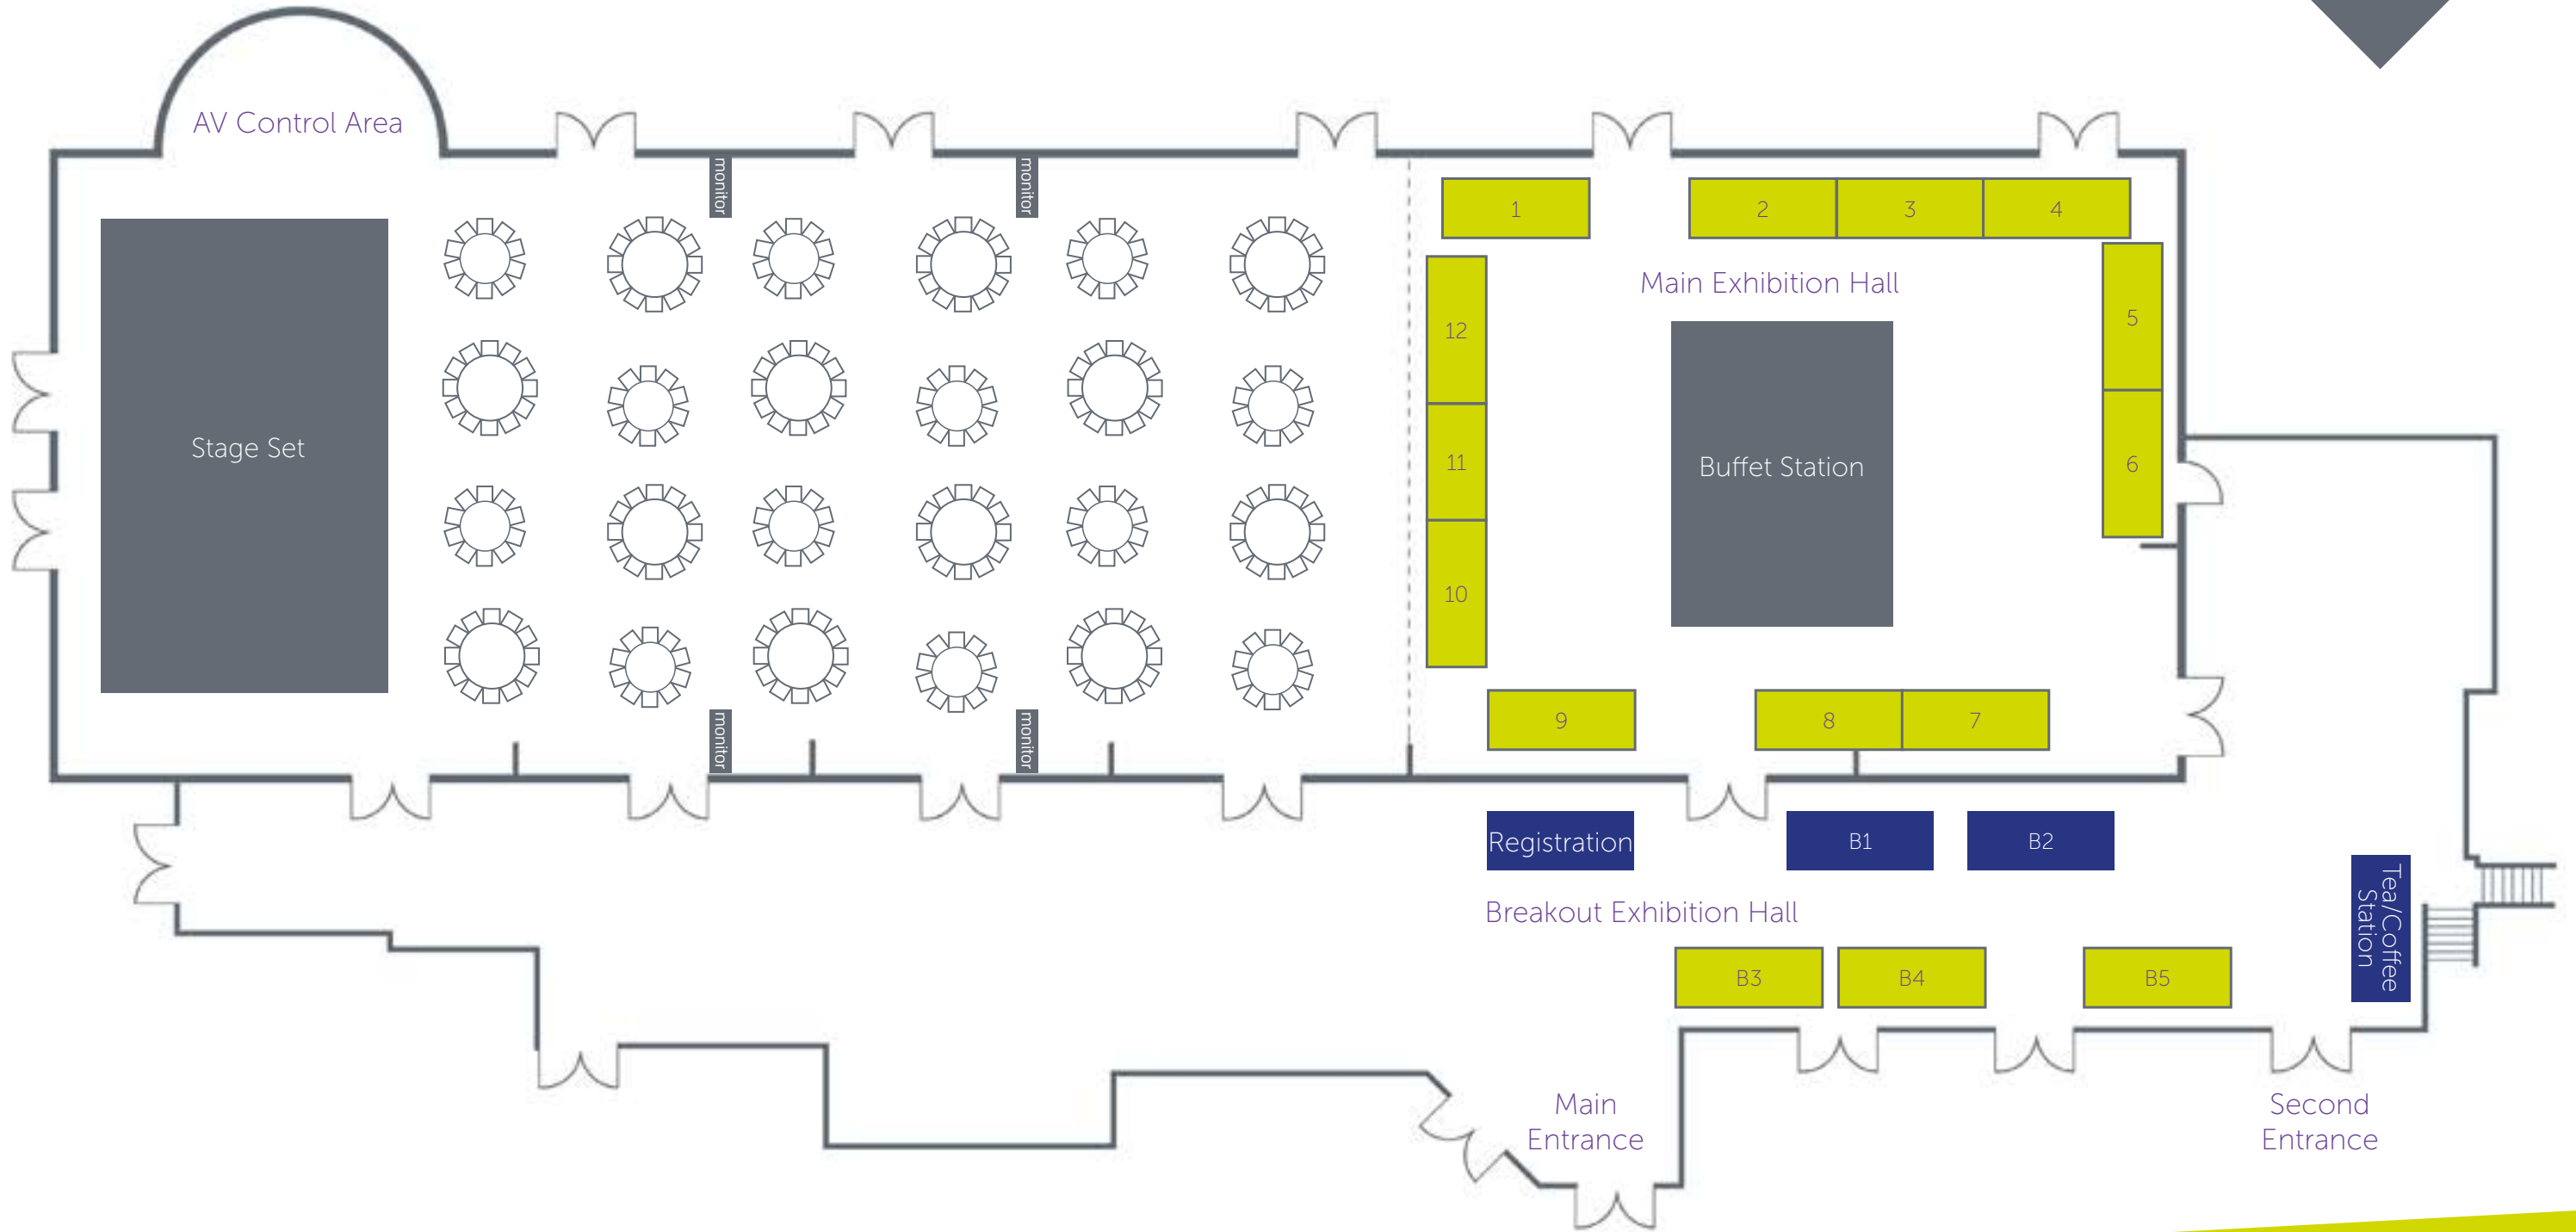 AV Control Area
monitor
monitor
1
2
3
4
Main Exhibition Hall
12
5
Stage Set
11
Buffet Station
6
10
monitor
monitor
9
8
7
Registration
B1
B2
Breakout Exhibition Hall
Tea/Coffee
Station
B3
B4
B5
Main
Entrance
Second
Entrance